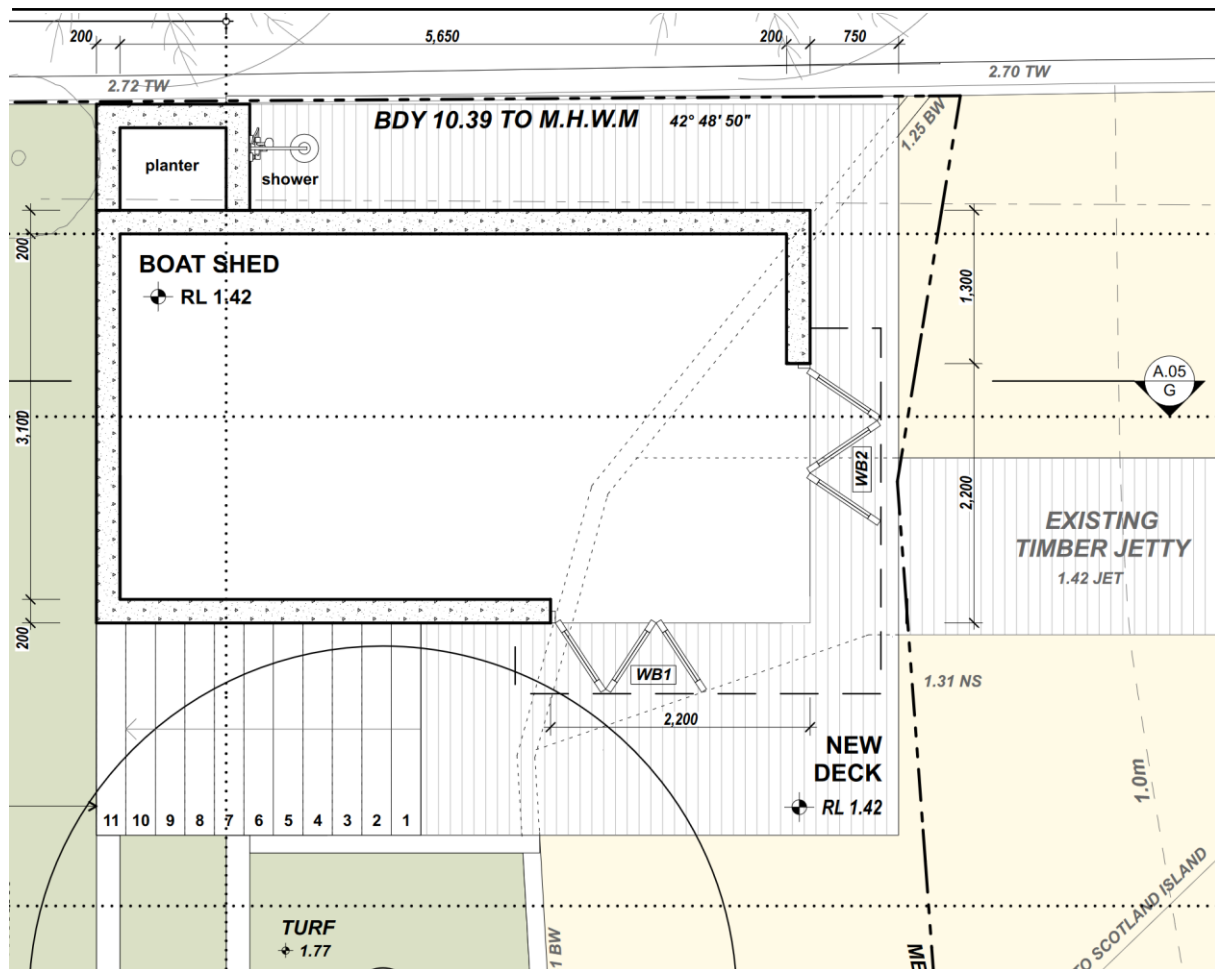 200
5,650
200
750
2.72 TW
2.70 TW
BDY 10.39 TO M.H.W.M
42° 48' 50"
1.25 BW
planter
shower
200
BOAT SHED
RL 1.42
1,300
A.05
G
3,100
WB2
2,200
EXISTING
TIMBER JETTY
1.42 JET
200
WB1
1.31 NS
2,200
NEW
DECK
RL 1.42
1.0m
11 10 9 8 7 6 5 4 3 2 1
TURF
1.77
1 BW
ME
TO SCOTLAND ISLAND